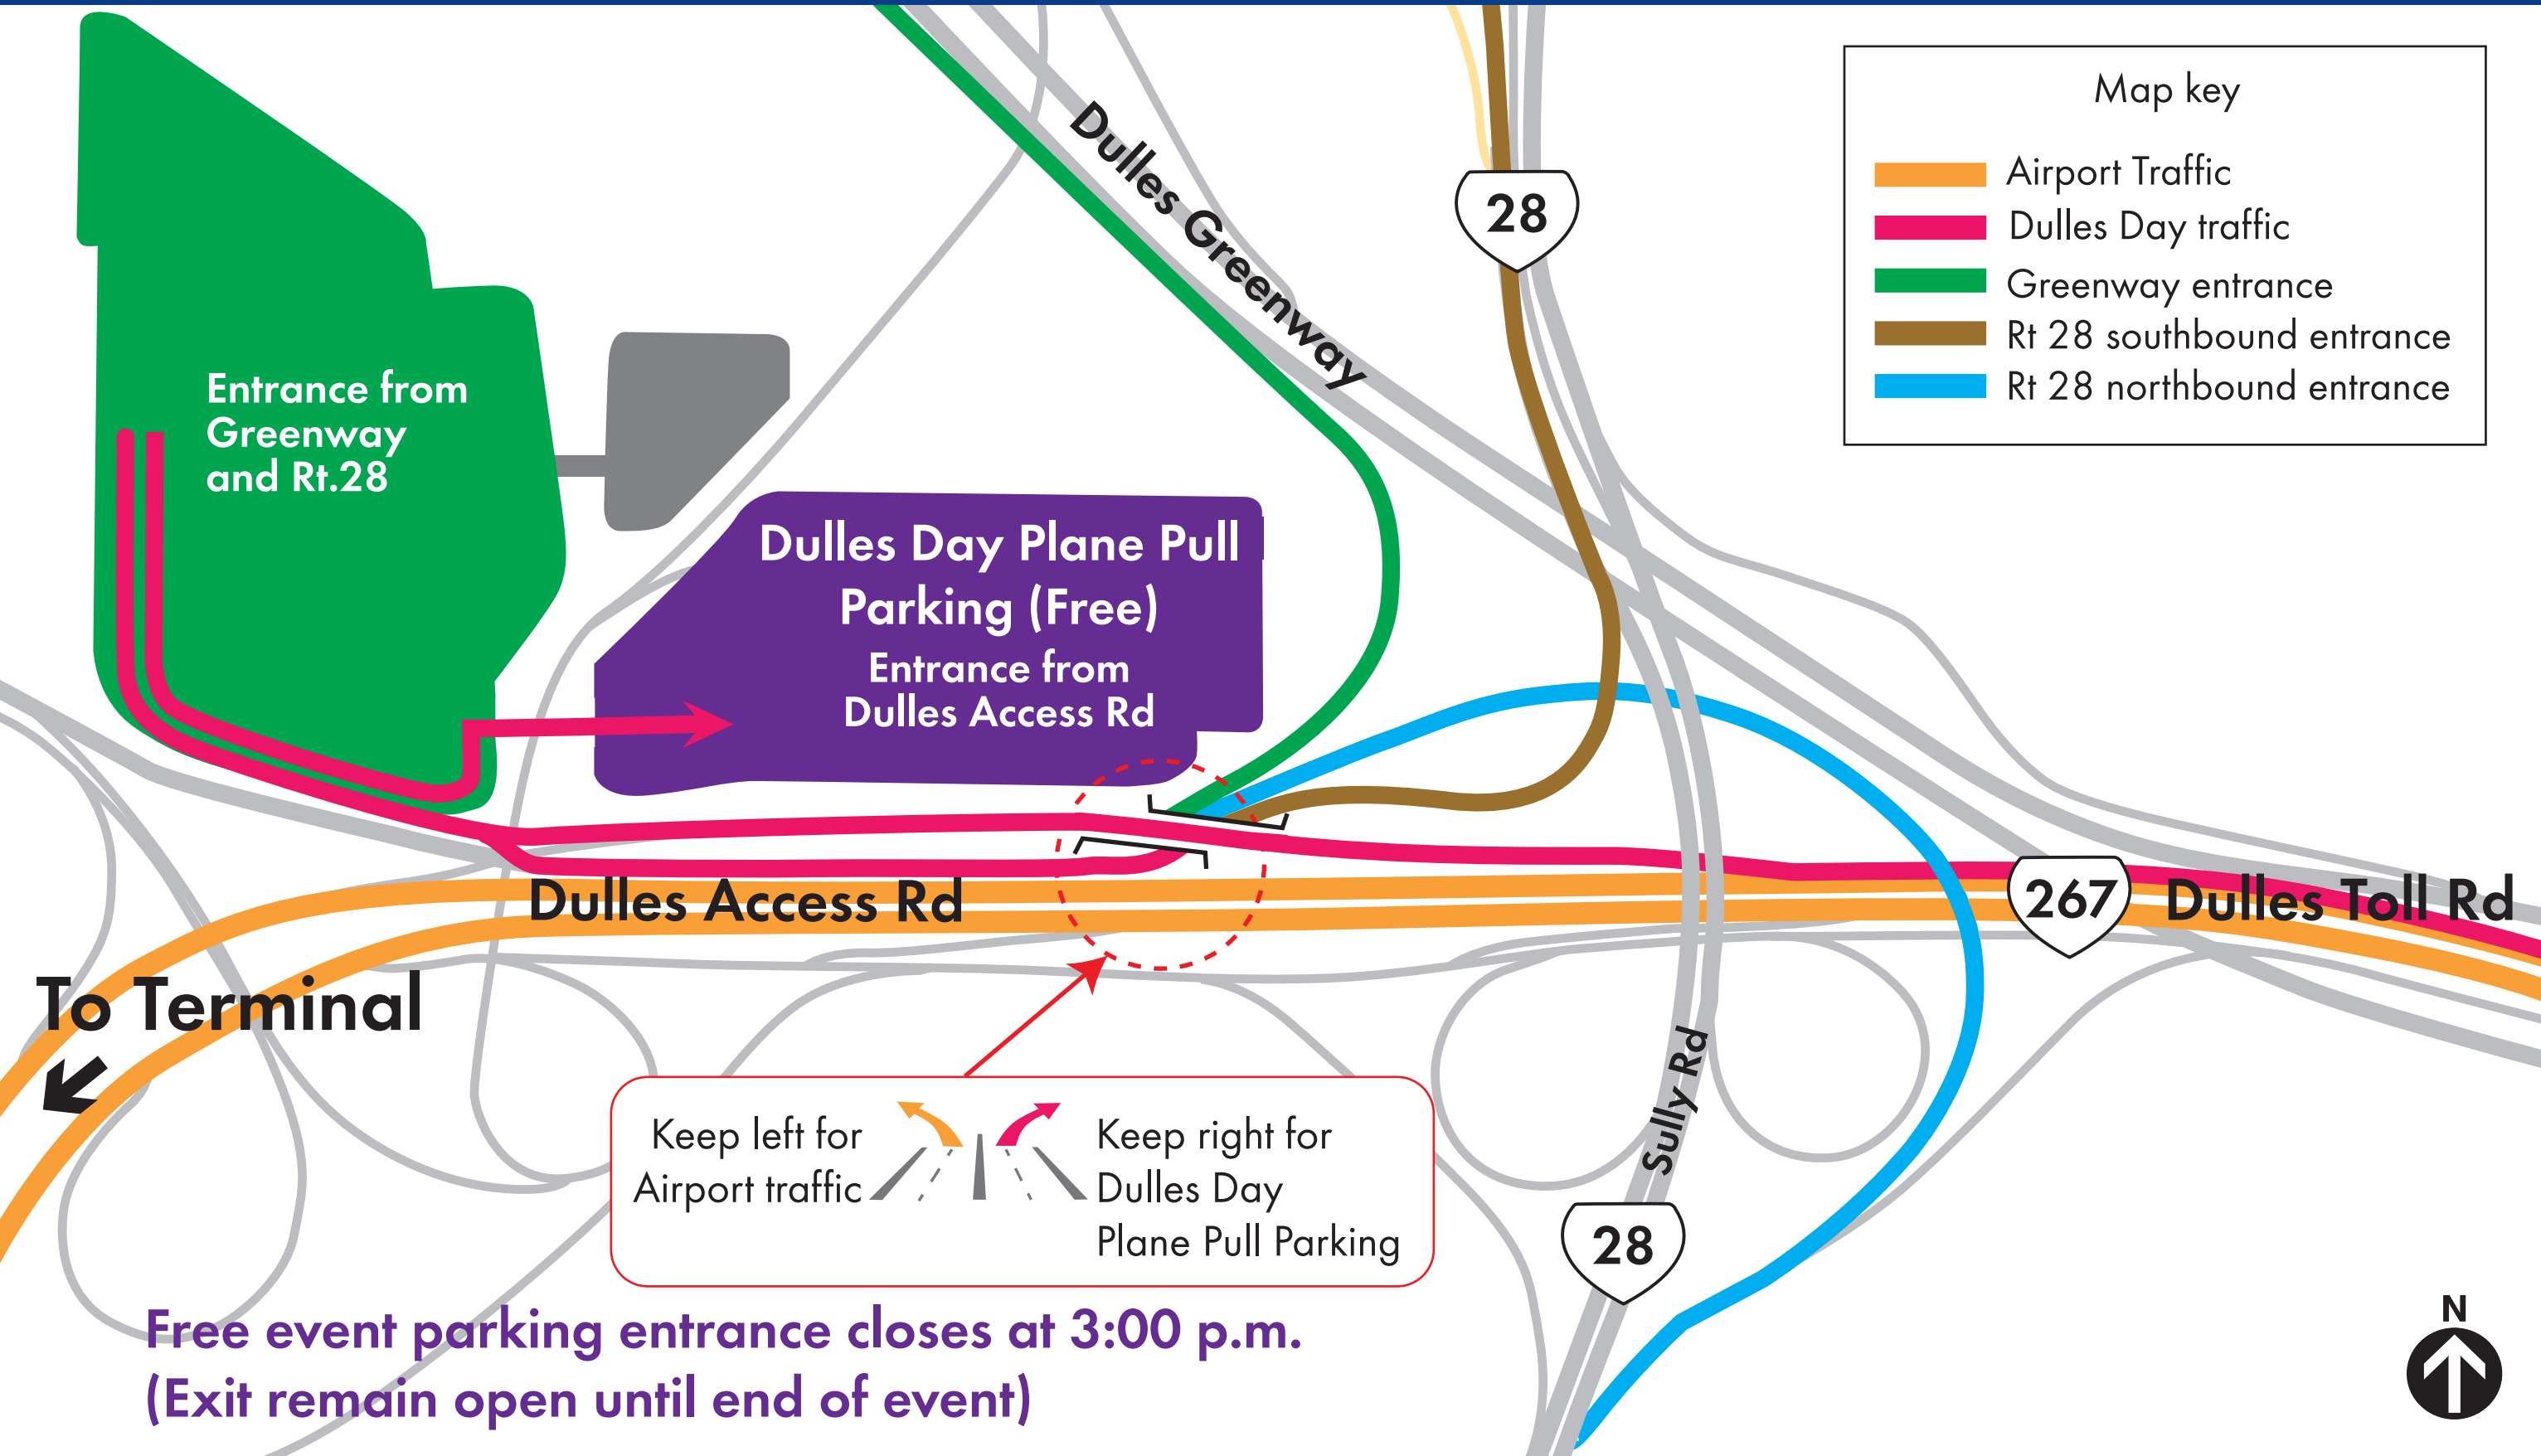 Map key
Airport Traffic
Dulles Day traffic
Greenway entrance
Rt 28 southbound entrance
Rt 28 northbound entrance
Dulles Greenway
28
Entrance from
Greenway
and Rt.28
Dulles Day Plane Pull
Parking (Free)
Entrance from
Dulles Access Rd
Dulles Access Rd
267
Dulles Toll Rd
To Terminal
Sully Rd
28
Keep left for
Airport traffic
Keep right for
Dulles Day
Plane Pull Parking
Free event parking entrance closes at 3:00 p.m.
(Exit remain open until end of event)
N